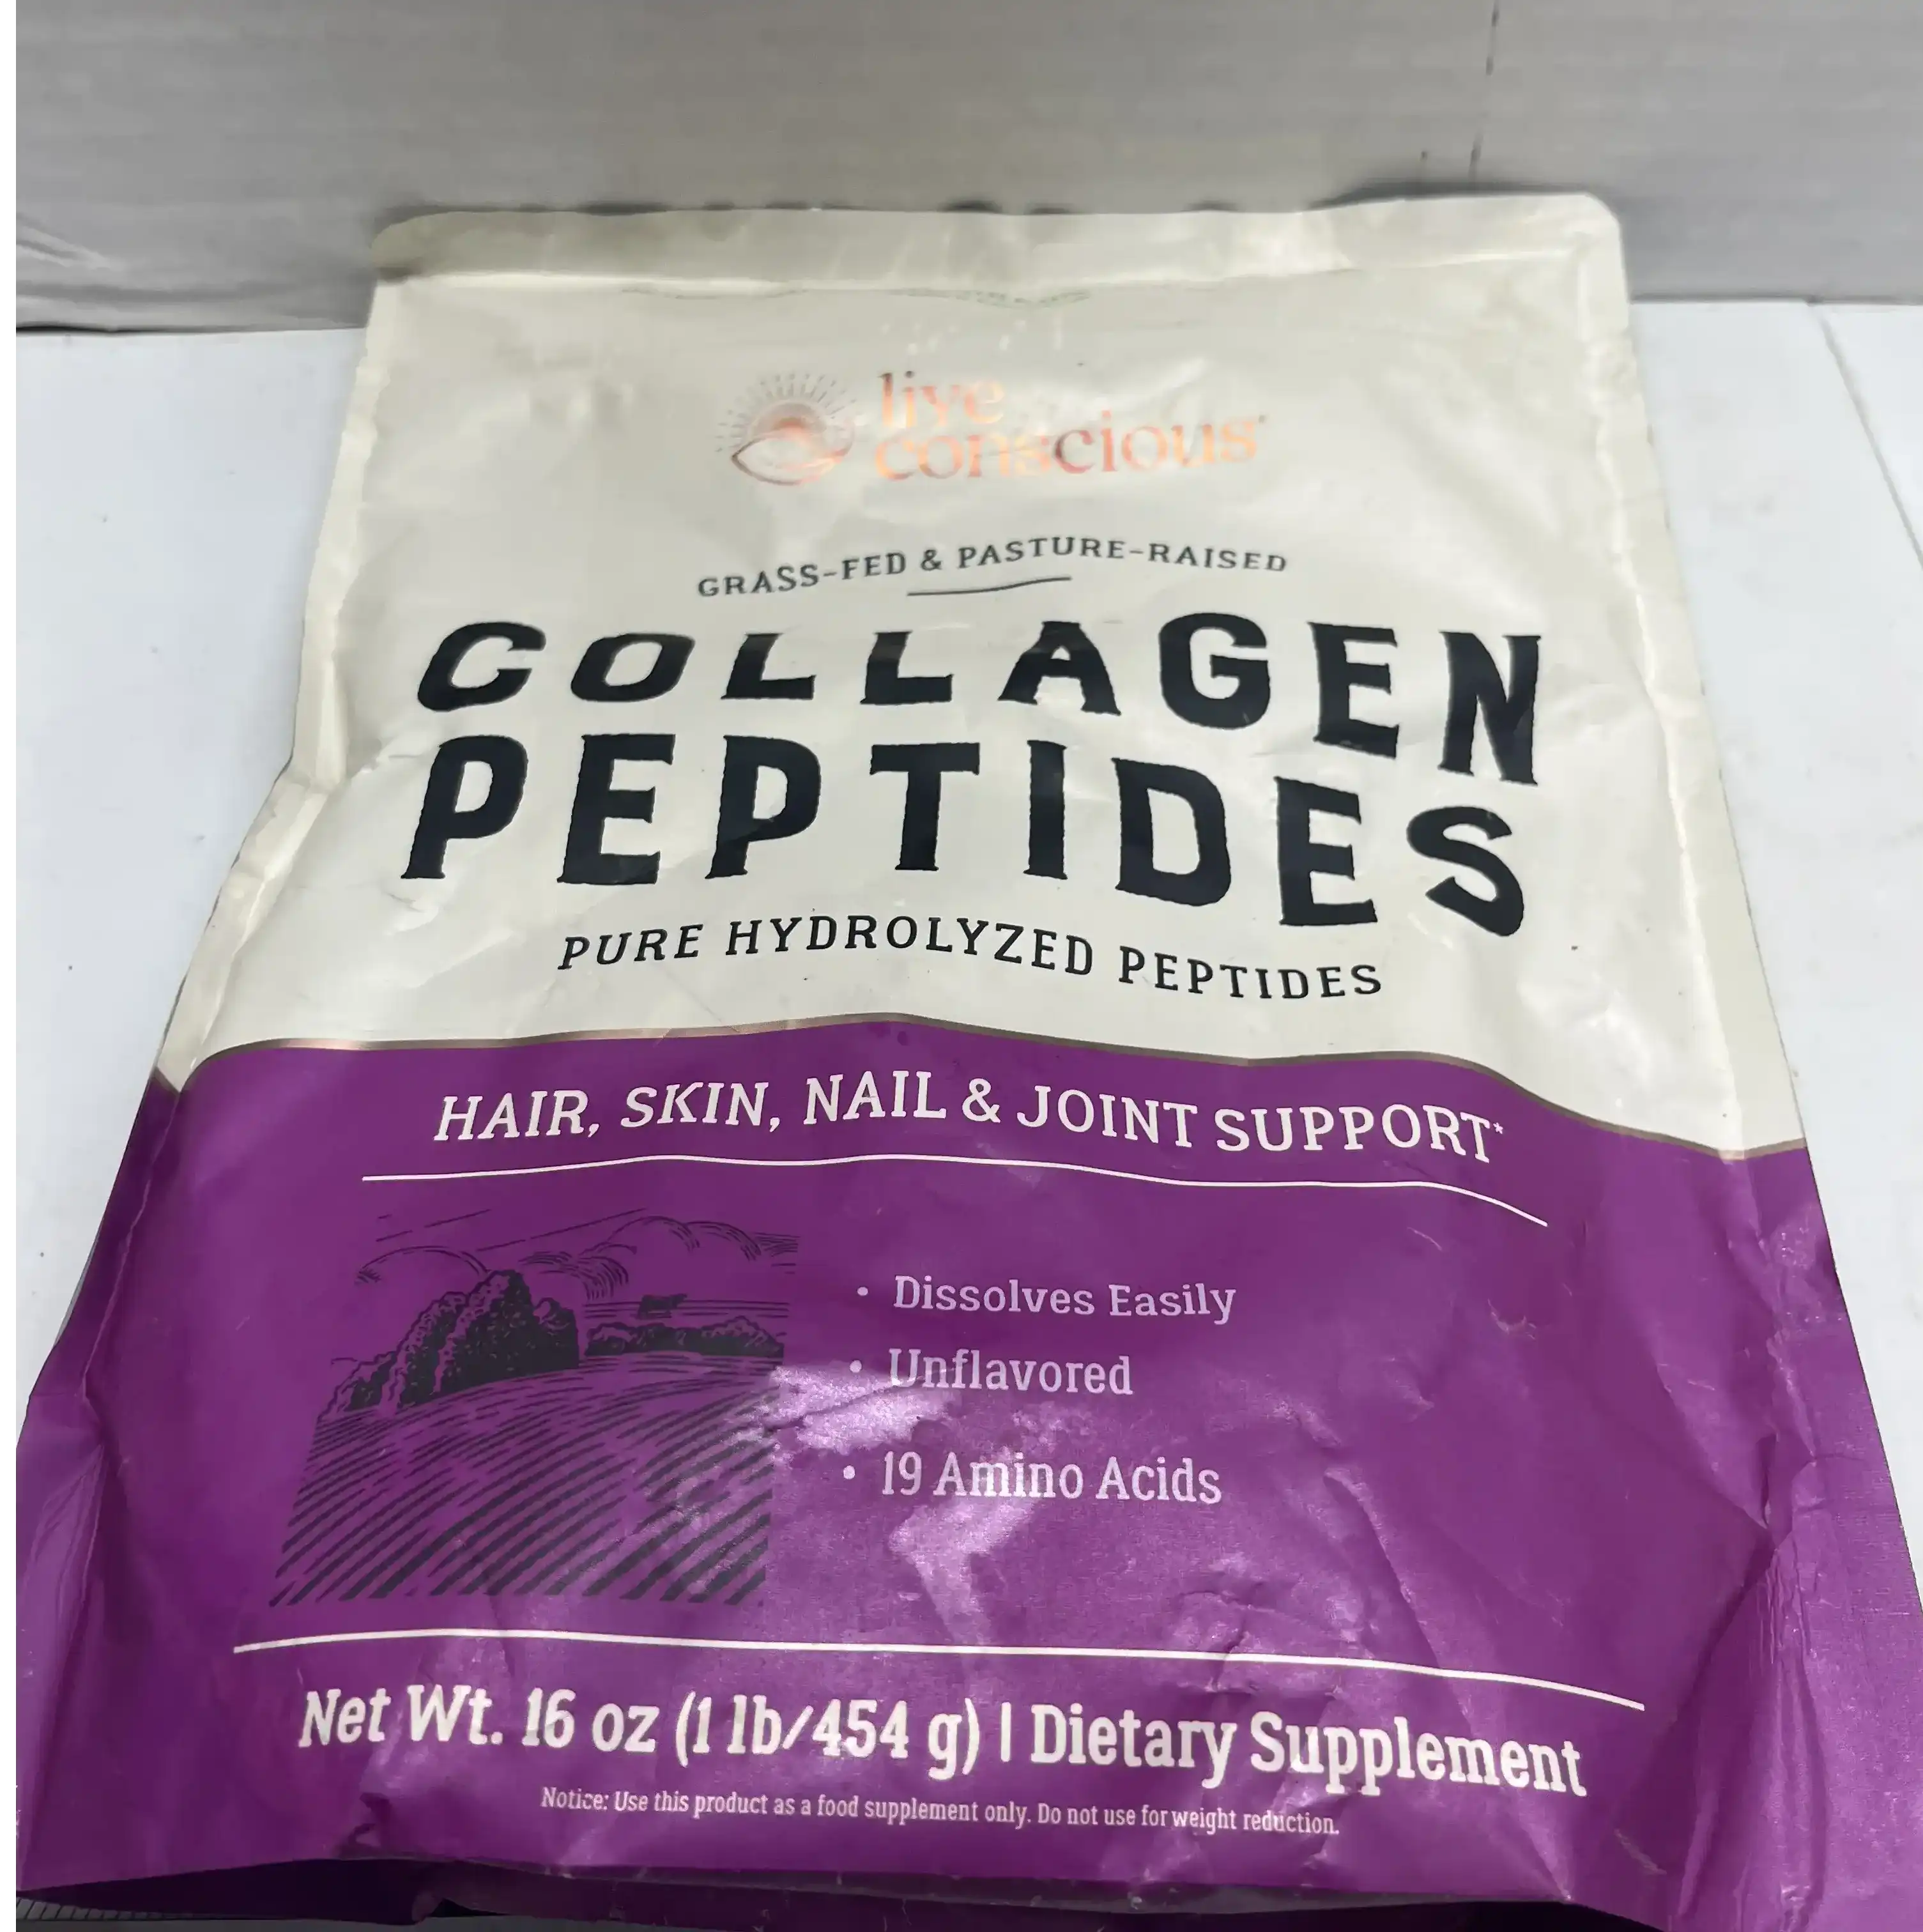 live
conscious
GRASS-FED & PASTURE-RAISED
COLLAGEN
PEPTIDES
PURE HYDROLYZED PEPTIDES
HAIR, SKIN, NAIL & JOINT SUPPORT*
• Dissolves Easily
• Unflavored
• 19 Amino Acids
Net Wt. 16 oz (1 lb/454 g) | Dietary Supplement
Notice: Use this product as a food supplement only. Do not use for weight reduction.